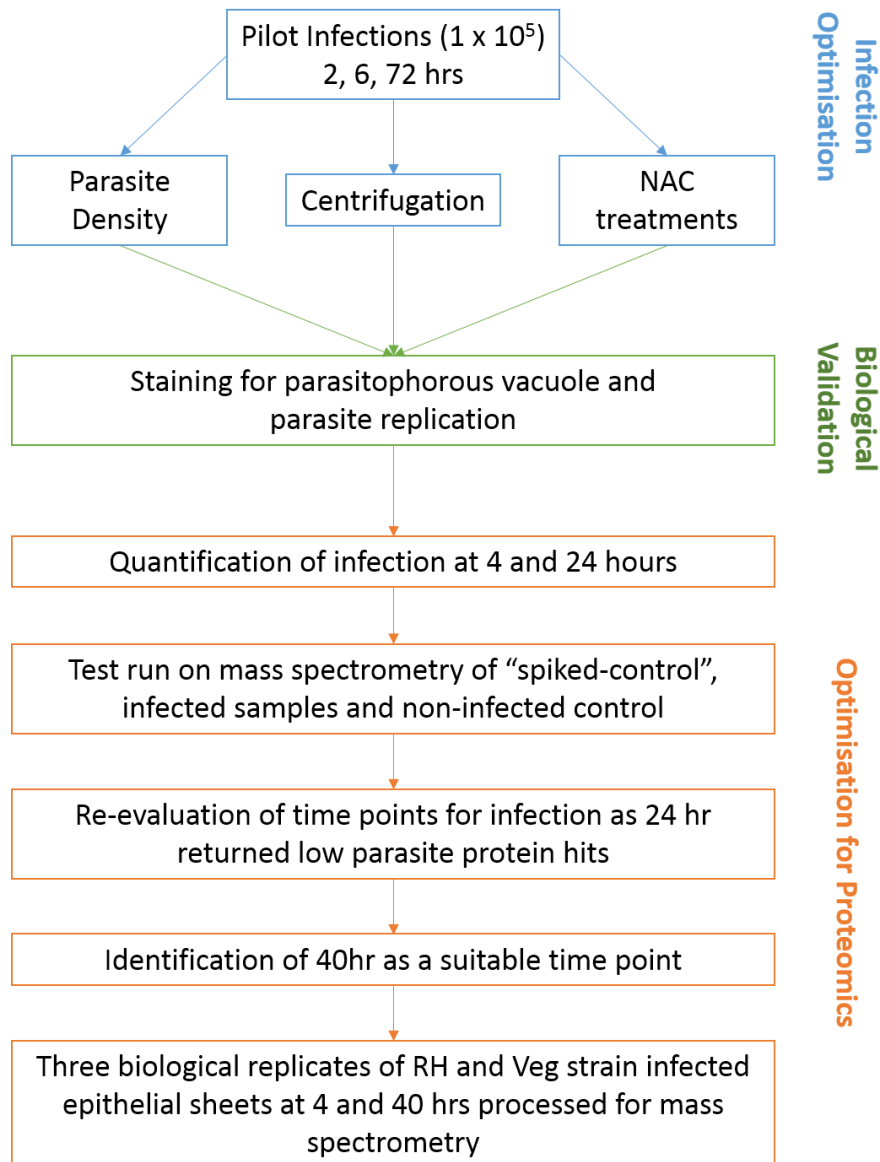 Pilot Infections (1 x 10⁵)
2, 6, 72 hrs
Infection
Optimisation
Parasite
Density
Centrifugation
NAC
treatments
Staining for parasitophorous vacuole and
parasite replication
Biological
Validation
Quantification of infection at 4 and 24 hours
Test run on mass spectrometry of “spiked-control”,
infected samples and non-infected control
Re-evaluation of time points for infection as 24 hr
returned low parasite protein hits
Identification of 40hr as a suitable time point
Three biological replicates of RH and Veg strain infected
epithelial sheets at 4 and 40 hrs processed for mass
spectrometry
Optimisation for Proteomics